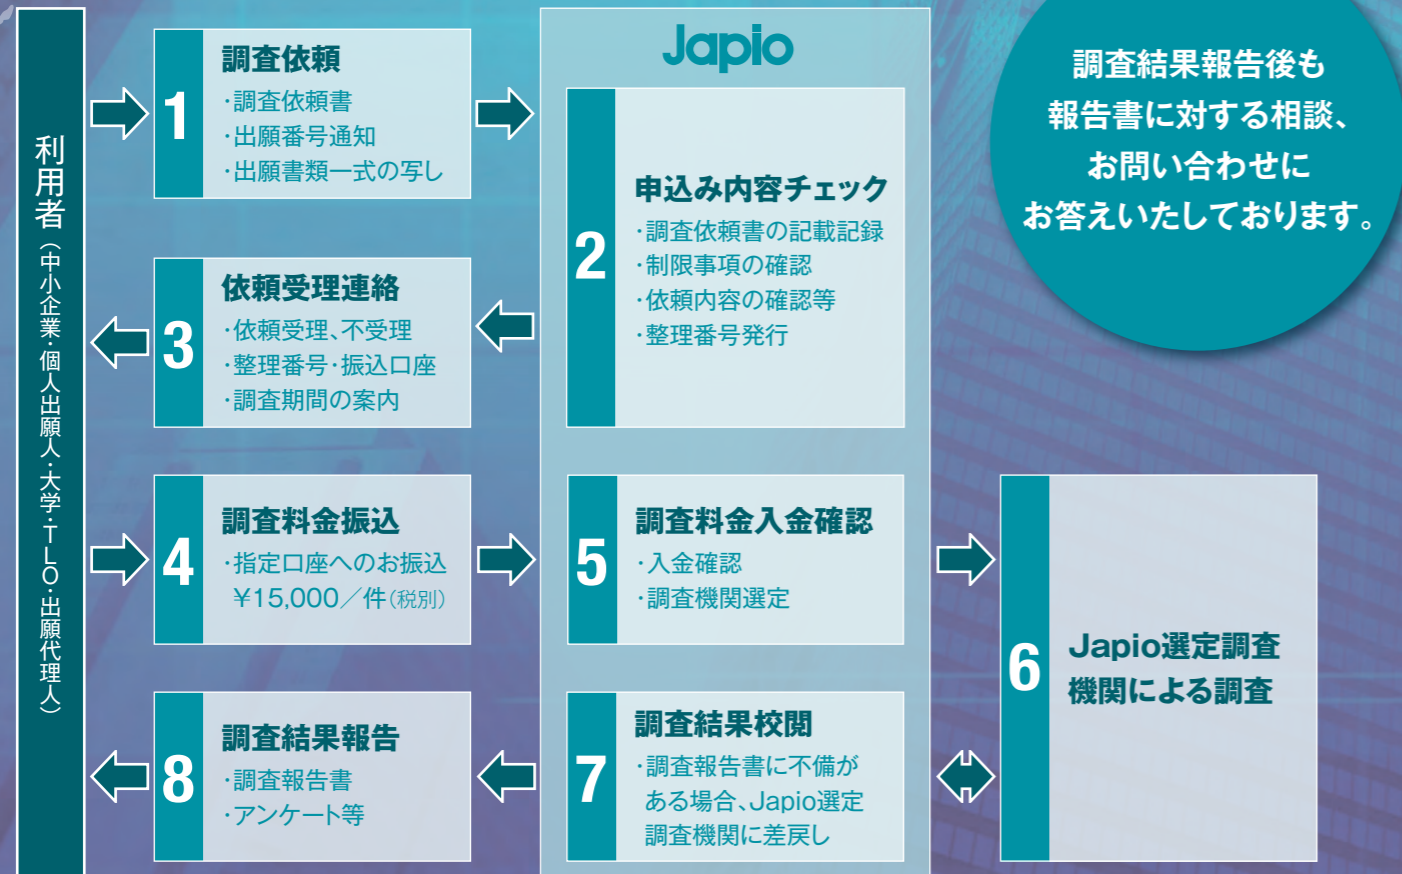 利用者（中小企業・個人出願人・大学・TLO・出願代理人）
1
調査依頼
・調査依頼書
・出願番号通知
・出願書類一式の写し
Japio
2
申込み内容チェック
・調査依頼書の記載記録
・制限事項の確認
・依頼内容の確認等
・整理番号発行
3
依頼受理連絡
・依頼受理、不受理
・整理番号・振込口座
・調査期間の案内
4
調査料金振込
・指定口座へのお振込
¥15,000／件（税別）
5
調査料金入金確認
・入金確認
・調査機関選定
6
Japio選定調査
機関による調査
7
調査結果校閲
・調査報告書に不備が
ある場合、Japio選定
調査機関に差戻し
8
調査結果報告
・調査報告書
・アンケート等
調査結果報告後も
報告書に対する相談、
お問い合わせに
お答えいたしております。